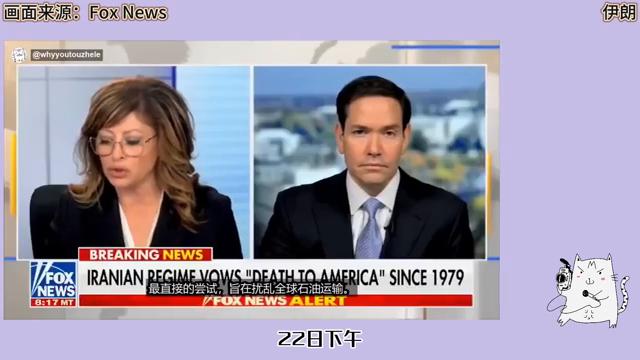 画面来源：Fox News
伊朗
@whyyoutouzhele
BREAKING NEWS
IRANIAN REGIME VOWS "DEATH TO AMERICA" SINCE 1979
最直接的尝试，旨在扰乱全球石油运输。
FOX NEWS
8:17 MT
FOX NEWS ALERT
22日下午